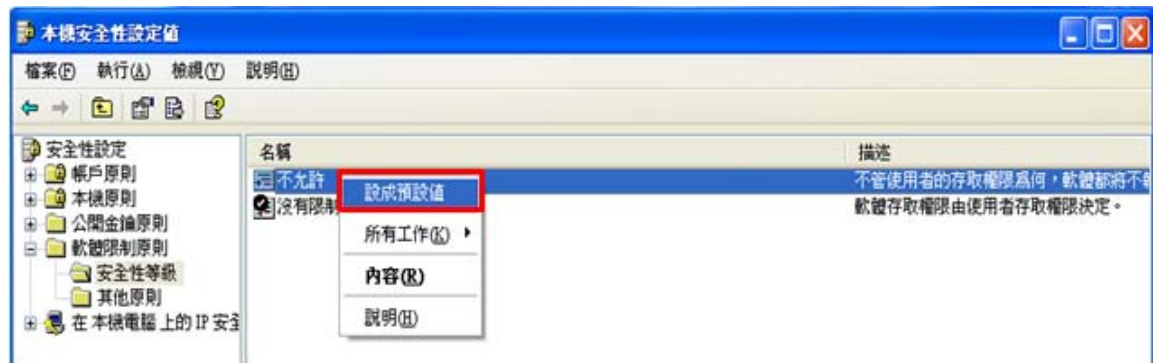 本機安全性設定值
檔案(F) 執行(A) 檢視(V) 說明(H)
安全性設定
帳戶原則
本機原則
公開金鑰原則
軟體限制原則
安全性等級
其他原則
在 本機電腦 上的 IP 安全
名稱 描述
不允許 不管使用者的存取權限為何，軟體都將不
沒有限制 軟體存取權限由使用者存取權限決定。
設成預設值
所有工作(K)
內容(R)
說明(H)